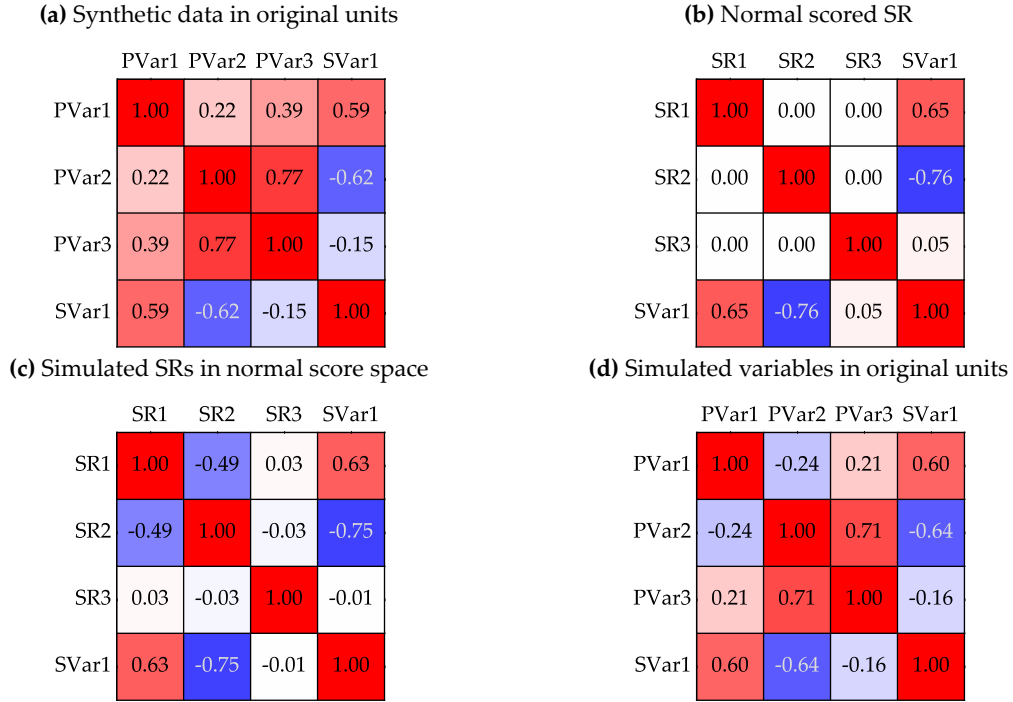 (a) Synthetic data in original units
PVar1 PVar2 PVar3 SVar1
PVar1 1.00 0.22 0.39 0.59
PVar2 0.22 1.00 0.77 -0.62
PVar3 0.39 0.77 1.00 -0.15
SVar1 0.59 -0.62 -0.15 1.00
(b) Normal scored SR
SR1 SR2 SR3 SVar1
SR1 1.00 0.00 0.00 0.65
SR2 0.00 1.00 0.00 -0.76
SR3 0.00 0.00 1.00 0.05
SVar1 0.65 -0.76 0.05 1.00
(c) Simulated SRs in normal score space
SR1 SR2 SR3 SVar1
SR1 1.00 -0.49 0.03 0.63
SR2 -0.49 1.00 -0.03 -0.75
SR3 0.03 -0.03 1.00 -0.01
SVar1 0.63 -0.75 -0.01 1.00
(d) Simulated variables in original units
PVar1 PVar2 PVar3 SVar1
PVar1 1.00 -0.24 0.21 0.60
PVar2 -0.24 1.00 0.71 -0.64
PVar3 0.21 0.71 1.00 -0.16
SVar1 0.60 -0.64 -0.16 1.00